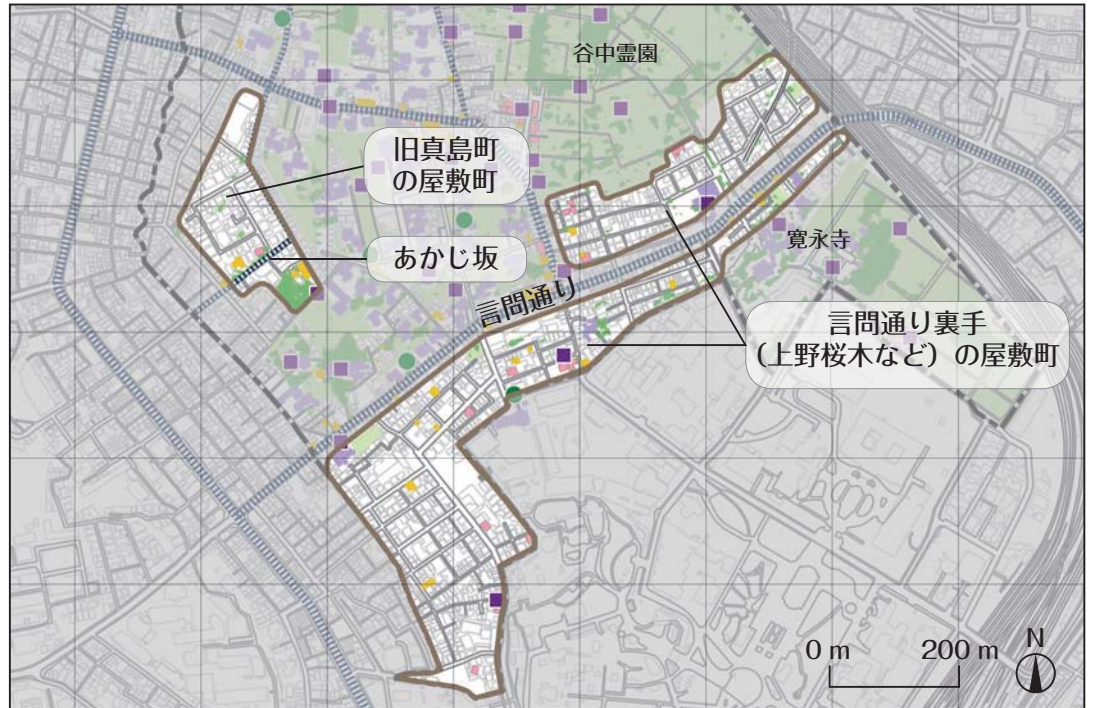 谷中霊園
旧真島町
の屋敷町
あかじ坂
寛永寺
言問通り
言問通り裏手
(上野桜木など)の屋敷町
0 m 200 m
N